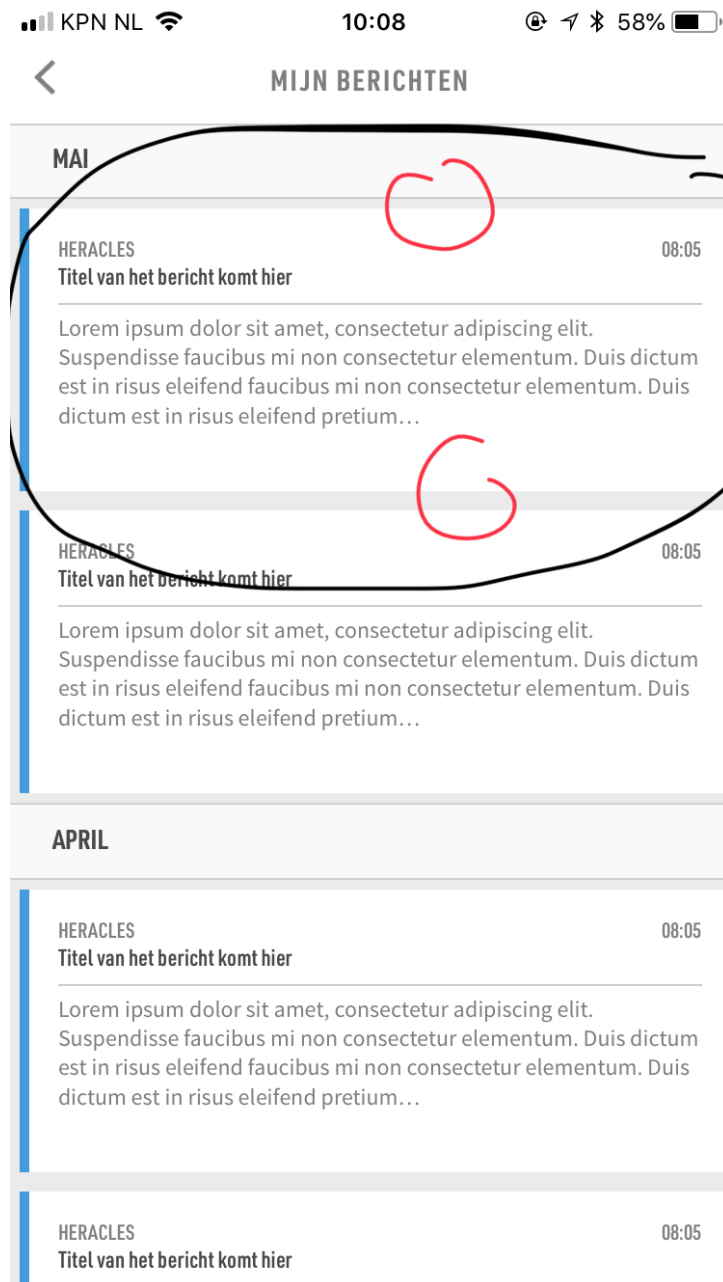 KPN NL 10:08 58%
MIJN BERICHTEN
MAI
HERACLES 08:05
Titel van het bericht komt hier
Lorem ipsum dolor sit amet, consectetur adipiscing elit.
Suspendisse faucibus mi non consectetur elementum. Duis dictum
est in risus eleifend faucibus mi non consectetur elementum. Duis
dictum est in risus eleifend pretium…
HERACLES 08:05
Titel van het bericht komt hier
Lorem ipsum dolor sit amet, consectetur adipiscing elit.
Suspendisse faucibus mi non consectetur elementum. Duis dictum
est in risus eleifend faucibus mi non consectetur elementum. Duis
dictum est in risus eleifend pretium…
APRIL
HERACLES 08:05
Titel van het bericht komt hier
Lorem ipsum dolor sit amet, consectetur adipiscing elit.
Suspendisse faucibus mi non consectetur elementum. Duis dictum
est in risus eleifend faucibus mi non consectetur elementum. Duis
dictum est in risus eleifend pretium…
HERACLES 08:05
Titel van het bericht komt hier